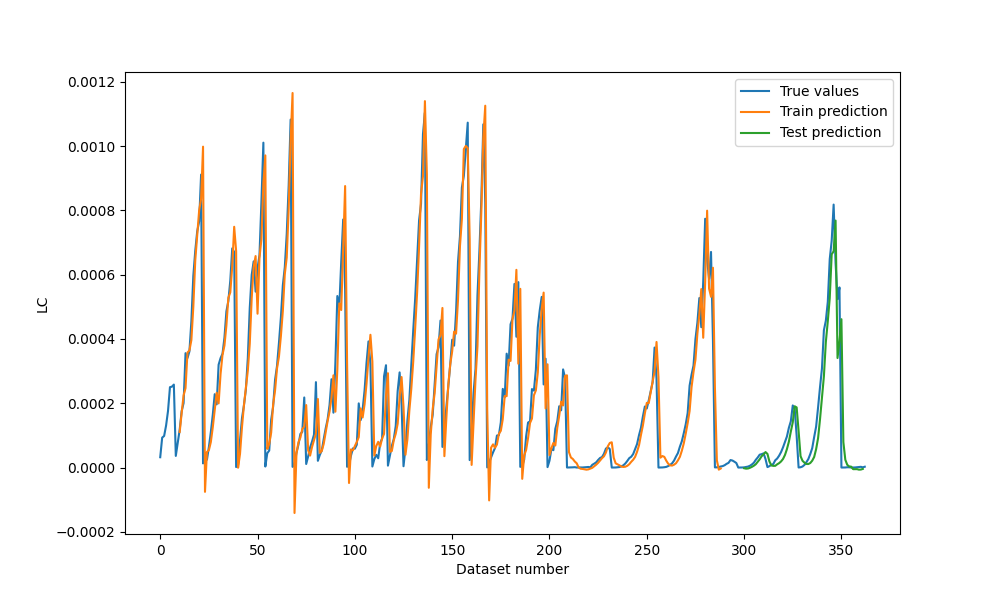 0.0012
0.0010
0.0008
0.0006
0.0004
0.0002
0.0000
−0.0002
LC
0 50 100 150 200 250 300 350
Dataset number
True values
Train prediction
Test prediction